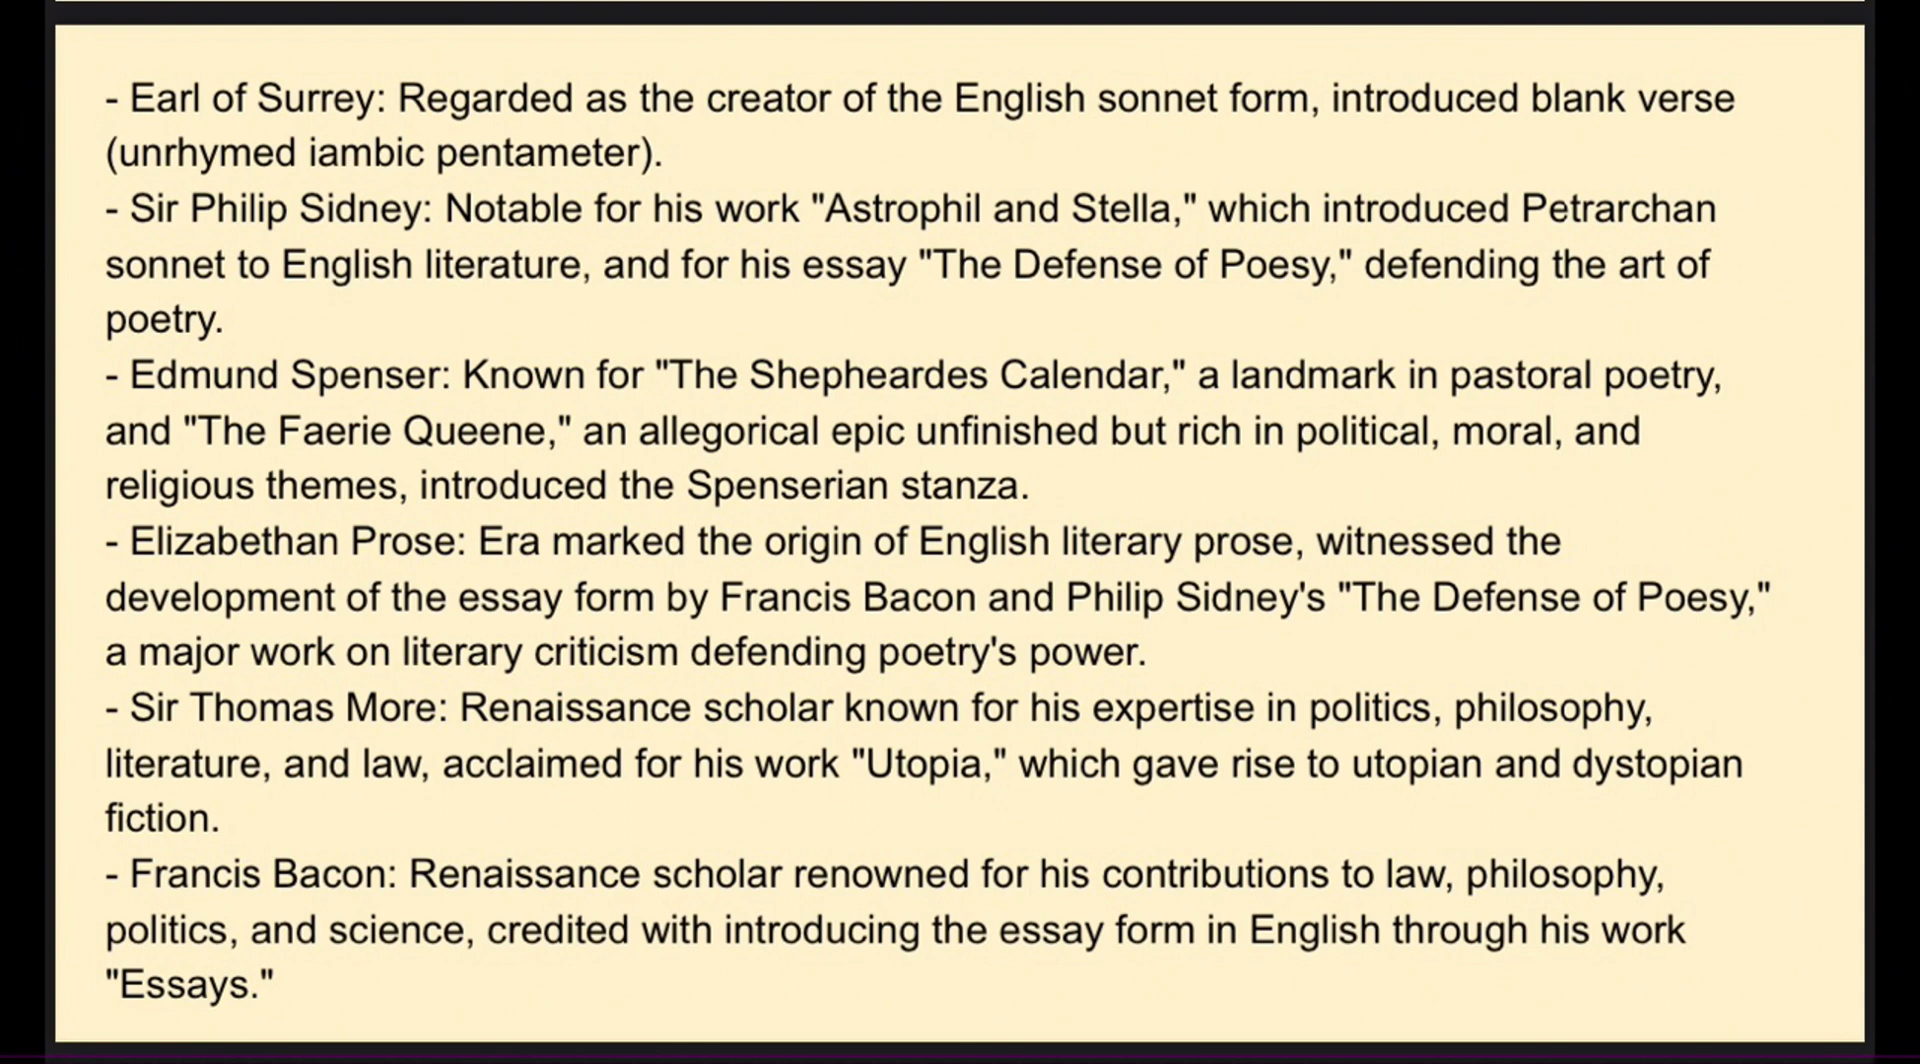 - Earl of Surrey: Regarded as the creator of the English sonnet form, introduced blank verse
(unrhymed iambic pentameter).
- Sir Philip Sidney: Notable for his work "Astrophil and Stella," which introduced Petrarchan
sonnet to English literature, and for his essay "The Defense of Poesy," defending the art of
poetry.
- Edmund Spenser: Known for "The Shepheardes Calendar," a landmark in pastoral poetry,
and "The Faerie Queene," an allegorical epic unfinished but rich in political, moral, and
religious themes, introduced the Spenserian stanza.
- Elizabethan Prose: Era marked the origin of English literary prose, witnessed the
development of the essay form by Francis Bacon and Philip Sidney's "The Defense of Poesy,"
a major work on literary criticism defending poetry's power.
- Sir Thomas More: Renaissance scholar known for his expertise in politics, philosophy,
literature, and law, acclaimed for his work "Utopia," which gave rise to utopian and dystopian
fiction.
- Francis Bacon: Renaissance scholar renowned for his contributions to law, philosophy,
politics, and science, credited with introducing the essay form in English through his work
"Essays."